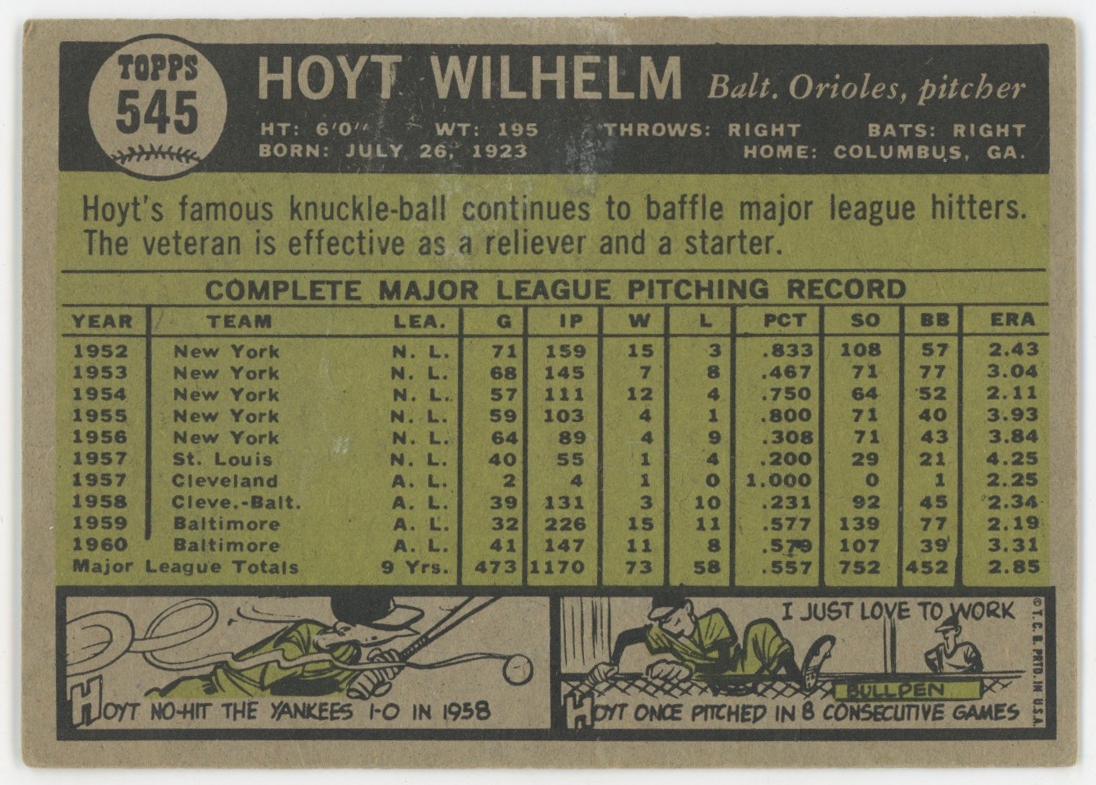 TOPPS
545
HOYT WILHELM Balt. Orioles, pitcher
HT: 6'0" WT: 195 THROWS: RIGHT BATS: RIGHT
BORN: JULY 26, 1923 HOME: COLUMBUS, GA.
Hoyt's famous knuckle-ball continues to baffle major league hitters.
The veteran is effective as a reliever and a starter.
COMPLETE MAJOR LEAGUE PITCHING RECORD
YEAR TEAM LEA. G IP W L PCT SO BB ERA
1952 New York N. L. 71 159 15 3 .833 108 57 2.43
1953 New York N. L. 68 145 7 8 .467 71 77 3.04
1954 New York N. L. 57 111 12 4 .750 64 52 2.11
1955 New York N. L. 59 103 4 1 .800 71 40 3.93
1956 New York N. L. 64 89 4 9 .308 71 43 3.84
1957 St. Louis N. L. 40 55 1 4 .200 29 21 4.25
1957 Cleveland A. L. 2 4 1 0 1.000 0 1 2.25
1958 Cleve.-Balt. A. L. 39 131 3 10 .231 92 45 2.34
1959 Baltimore A. L. 32 226 15 11 .577 139 77 2.19
1960 Baltimore A. L. 41 147 11 8 .579 107 39 3.31
Major League Totals 9 Yrs. 473 1170 73 58 .557 752 452 2.85
HOYT NO-HIT THE YANKEES 1-0 IN 1958
I JUST LOVE TO WORK
BULLPEN
HOYT ONCE PITCHED IN 8 CONSECUTIVE GAMES
© T. C. G. PRTD. IN U.S.A.